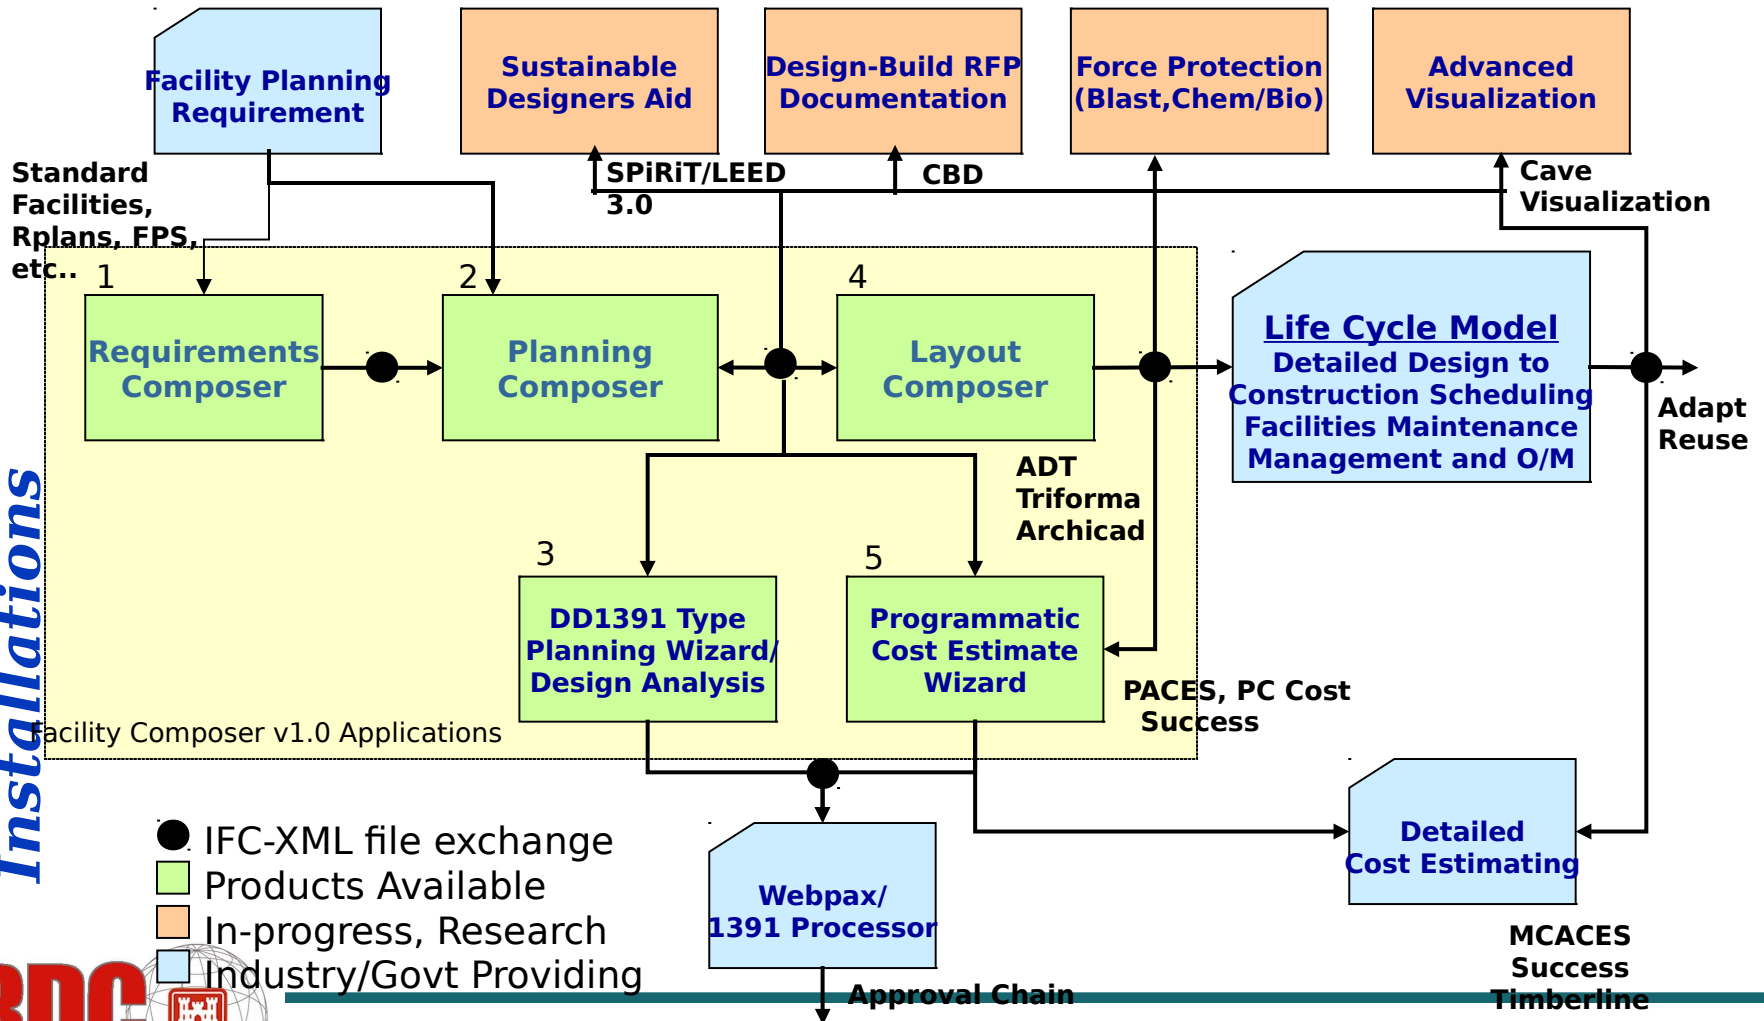 Facility Planning
Requirement
Sustainable
Designers Aid
Design-Build RFP
Documentation
Force Protection
(Blast,Chem/Bio)
Advanced
Visualization
Standard
Facilities,
Rplans, FPS,
etc..
SPiRiT/LEED
3.0
CBD
Cave
Visualization
1
2
4
Requirements
Composer
Planning
Composer
Layout
Composer
Life Cycle Model
Detailed Design to
Construction Scheduling
Facilities Maintenance
Management and O/M
Adapt
Reuse
ADT
Triforma
Archicad
3
5
DD1391 Type
Planning Wizard/
Design Analysis
Programmatic
Cost Estimate
Wizard
PACES, PC Cost
Success
Facility Composer v1.0 Applications
Installations
IFC-XML file exchange
Products Available
In-progress, Research
Industry/Govt Providing
Webpax/
1391 Processor
Detailed
Cost Estimating
Approval Chain
MCACES
Success
Timberline